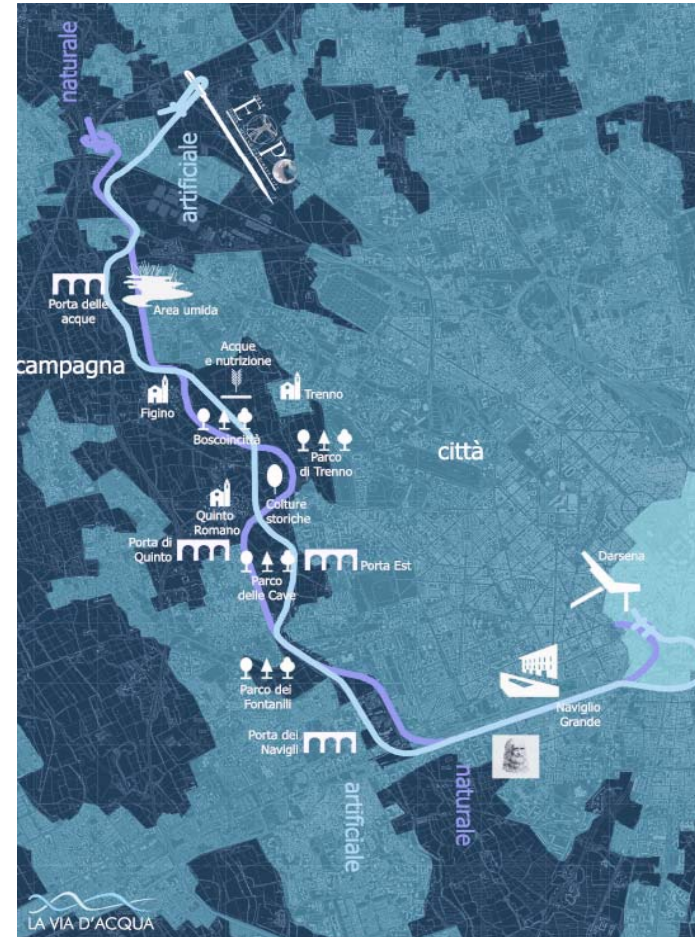 naturale
artificiale
EXPO
Porta delle
acque
Area umida
campagna
Acque
e nutrizione
Figino
Trenno
Boscoincittà
Parco
di Trenno
città
Quinto
Romano
Colture
storiche
Porta di
Quinto
Parco
delle Cave
Porta Est
Darsena
Parco dei
Fontanili
Naviglio
Grande
Porta dei
Navigli
artificiale
naturale
LA VIA D'ACQUA